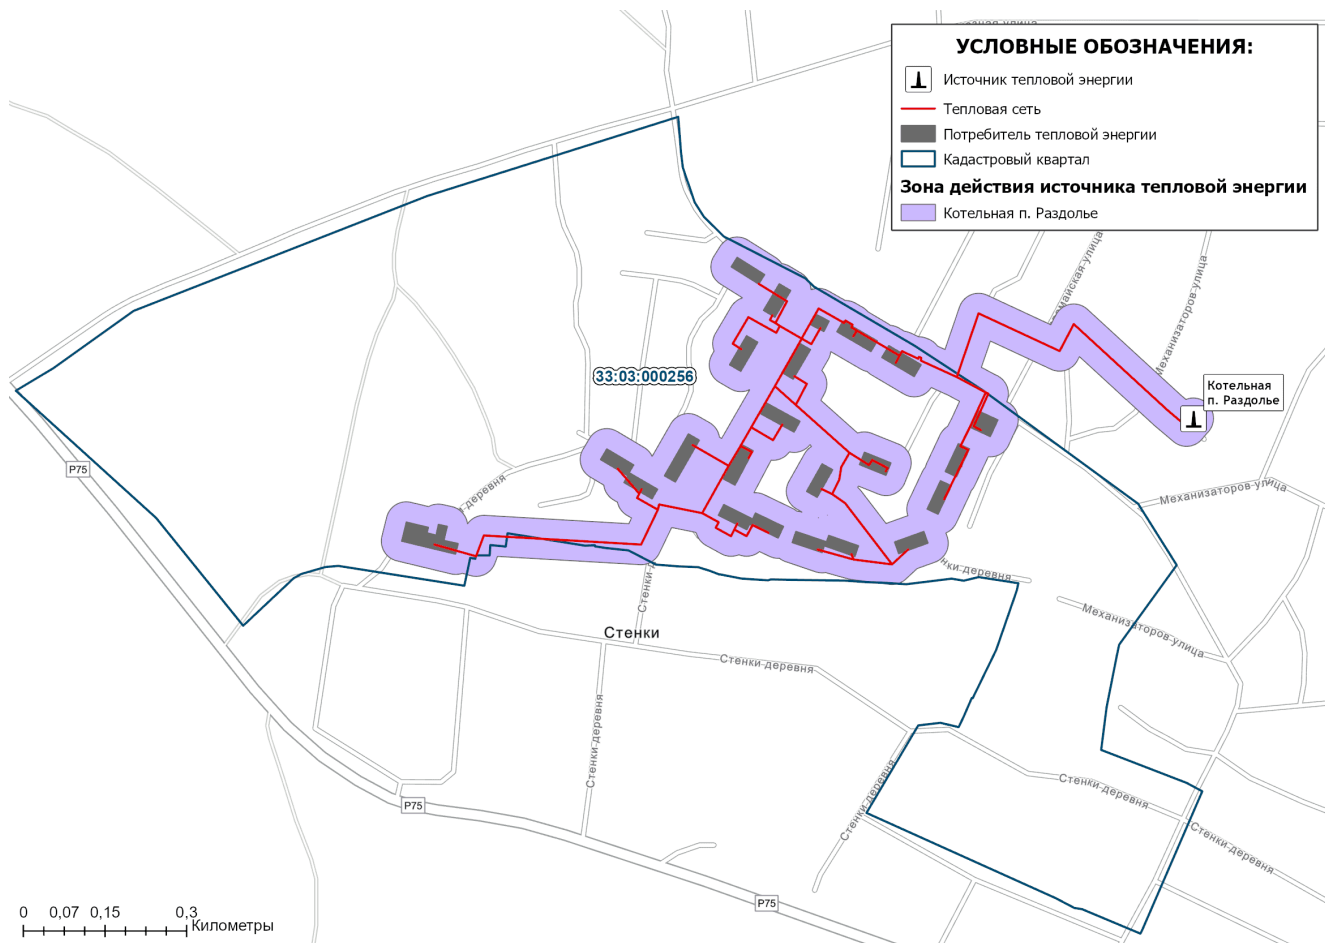 УСЛОВНЫЕ ОБОЗНАЧЕНИЯ:
Источник тепловой энергии
Тепловая сеть
Потребитель тепловой энергии
Кадастровый квартал
Зона действия источника тепловой энергии
Котельная п. Раздолье
улица
Механизаторов улица
33:03:000256
Котельная
п. Раздолье
Р75
деревня
Механизаторов улица
деревня
Стенки
Механизаторов улица
Стенки
Стенки деревня
Стенки деревня
Стенки деревня
Стенки деревня
Стенки деревня
Р75
Р75
0 0,07 0,15 0,3
Километры